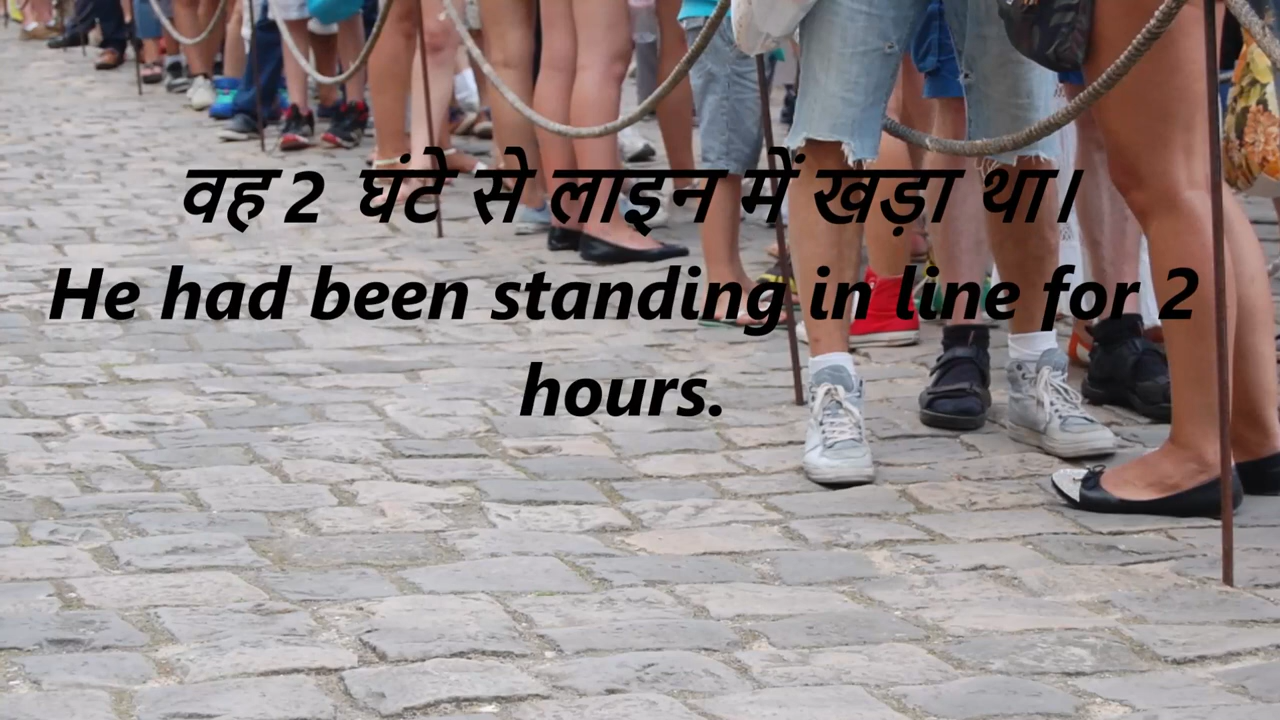 वह 2 घंटे से लाइन में खड़ा था।
He had been standing in line for 2
hours.